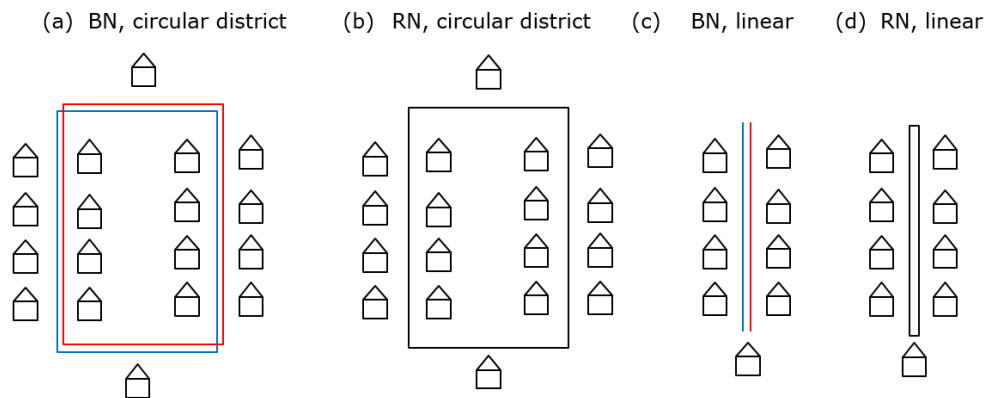 (a) BN, circular district
(b) RN, circular district
(c) BN, linear
(d) RN, linear